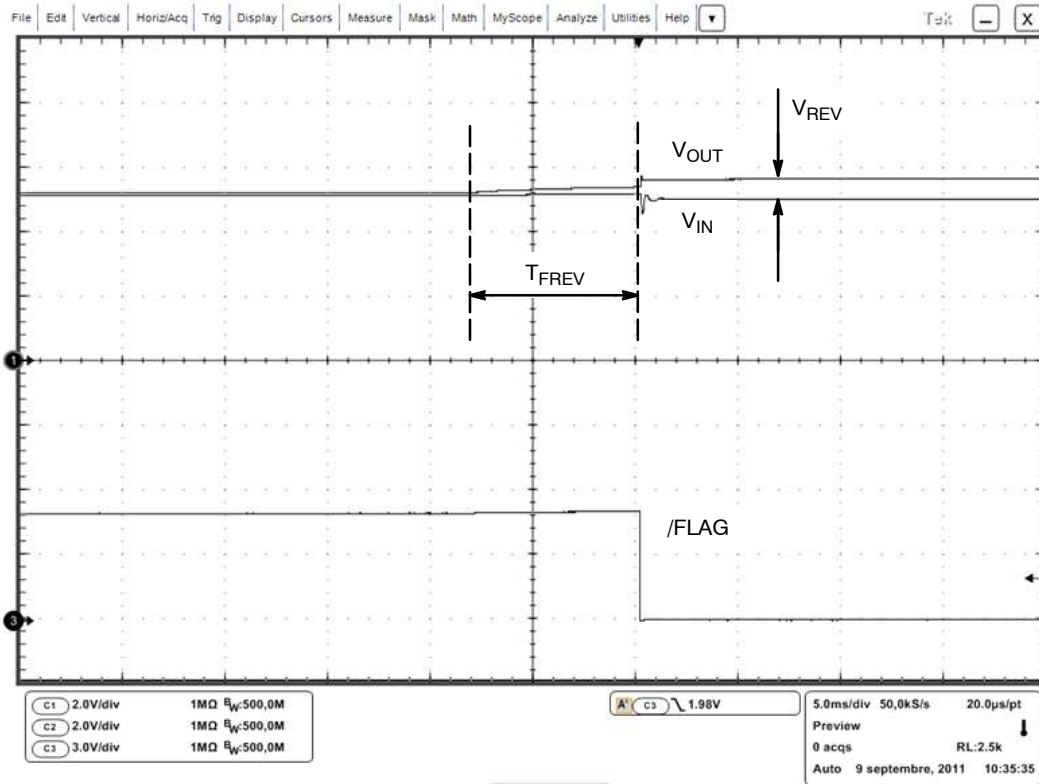 File Edit Vertical Horiz/Acq Trig Display Cursors Measure Mask Math MyScope Analyze Utilities Help Tek X
VREV
VOUT
VIN
TFREV
1
/FLAG
3
C1 2.0V/div 1MΩ BW:500,0M
C2 2.0V/div 1MΩ BW:500,0M
C3 3.0V/div 1MΩ BW:500,0M
A' C3 1.98V
5.0ms/div 50,0kS/s 20.0µs/pt
Preview
0 acqs RL:2.5k
Auto 9 septembre, 2011 10:35:35